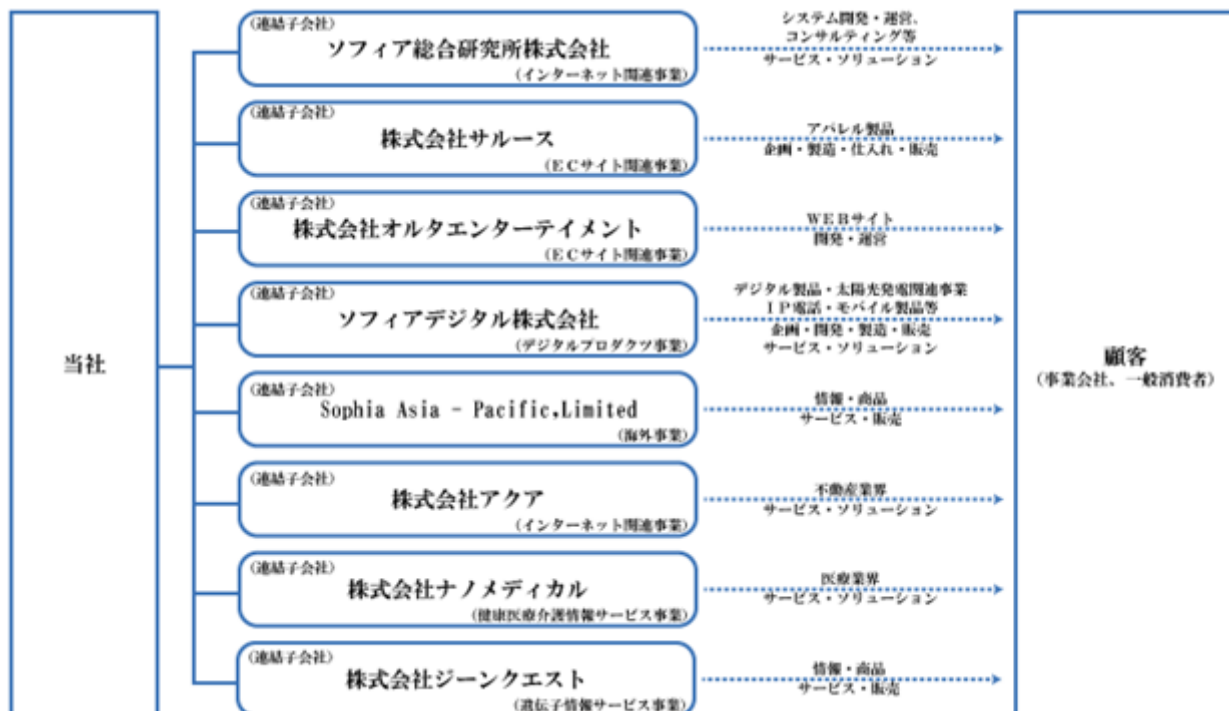 当社
(連結子会社)
ソフィア総合研究所株式会社
(インターネット関連事業)
システム開発・運営、
コンサルティング等
サービス・ソリューション
(連結子会社)
株式会社サルース
(ECサイト関連事業)
アパレル製品
企画・製造・仕入れ・販売
(連結子会社)
株式会社オルタエンターテイメント
(ECサイト関連事業)
WEBサイト
開発・運営
(連結子会社)
ソフィアデジタル株式会社
(デジタルプロダクツ事業)
デジタル製品・太陽光発電関連事業
IP電話・モバイル製品等
企画・開発・製造・販売
サービス・ソリューション
(連結子会社)
Sophia Asia - Pacific,Limited
(海外事業)
情報・商品
サービス・販売
(連結子会社)
株式会社アクア
(インターネット関連事業)
不動産業界
サービス・ソリューション
(連結子会社)
株式会社ナノメディカル
(健康医療介護情報サービス事業)
医療業界
サービス・ソリューション
(連結子会社)
株式会社ジーンクエスト
(遺伝子情報サービス事業)
情報・商品
サービス・販売
顧客
(事業会社、一般消費者)